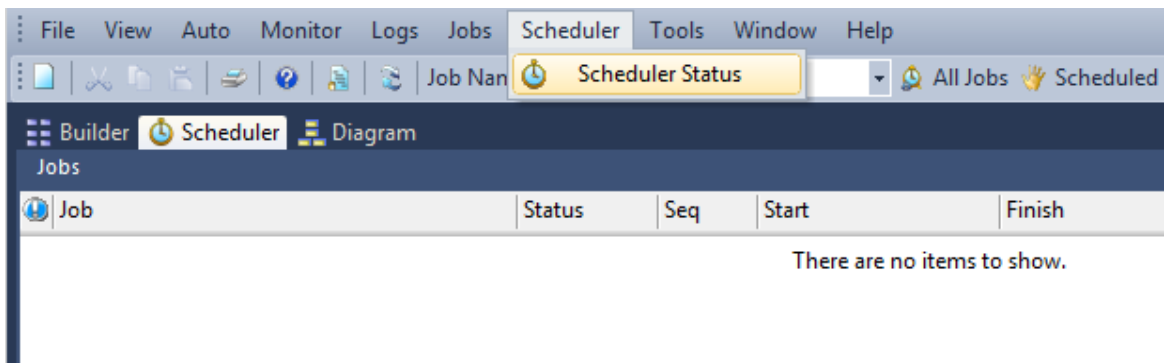 File View Auto Monitor Logs Jobs Scheduler Tools Window Help
Job Nan Scheduler Status All Jobs Scheduled
Builder Scheduler Diagram
Jobs
Job Status Seq Start Finish
There are no items to show.